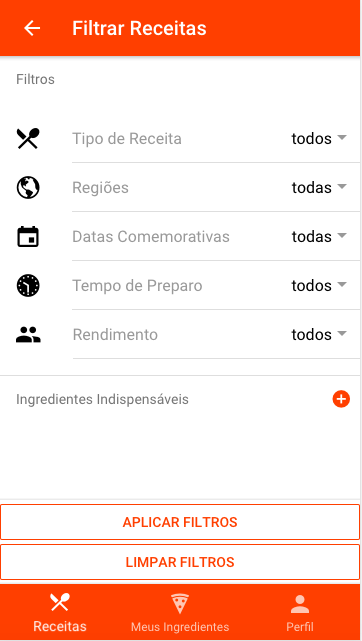 Filtrar Receitas
Filtros
Tipo de Receita todos
Regiões todas
Datas Comemorativas todas
Tempo de Preparo todos
Rendimento todos
Ingredientes Indispensáveis
APLICAR FILTROS
LIMPAR FILTROS
Receitas Meus Ingredientes Perfil